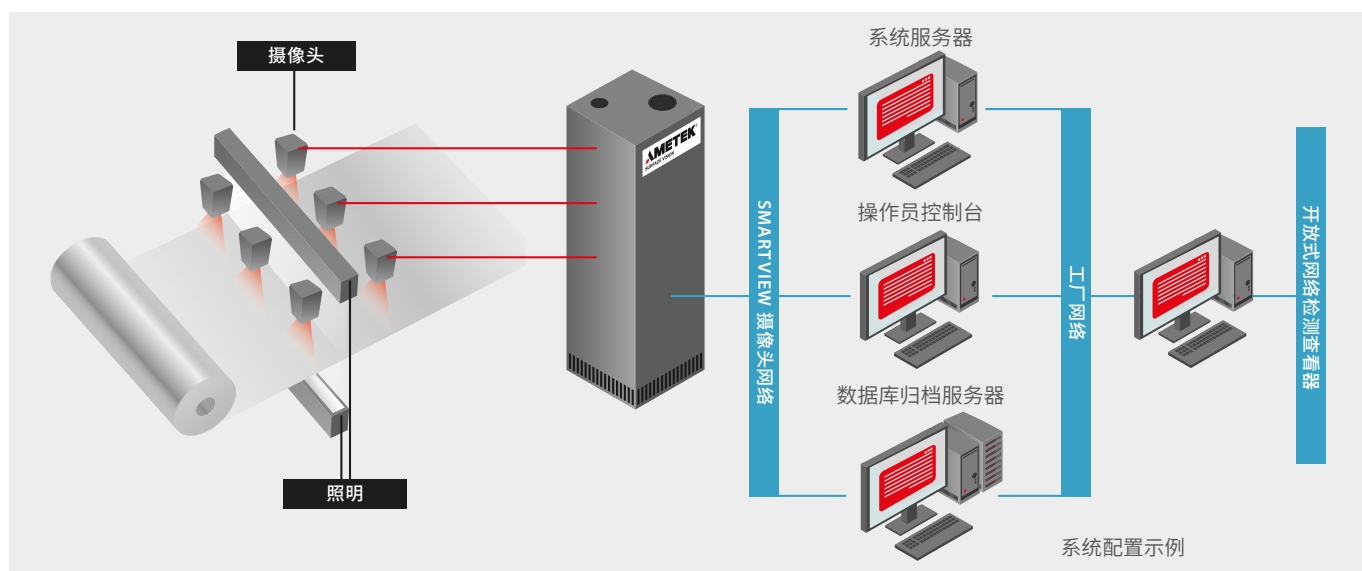 摄像头
照明
AMETEK®
SURFACE VISION
SMARTVIEW 摄像头网络
系统服务器
操作员控制台
数据库归档服务器
工厂网络
开放式网络检测查看器
系统配置示例